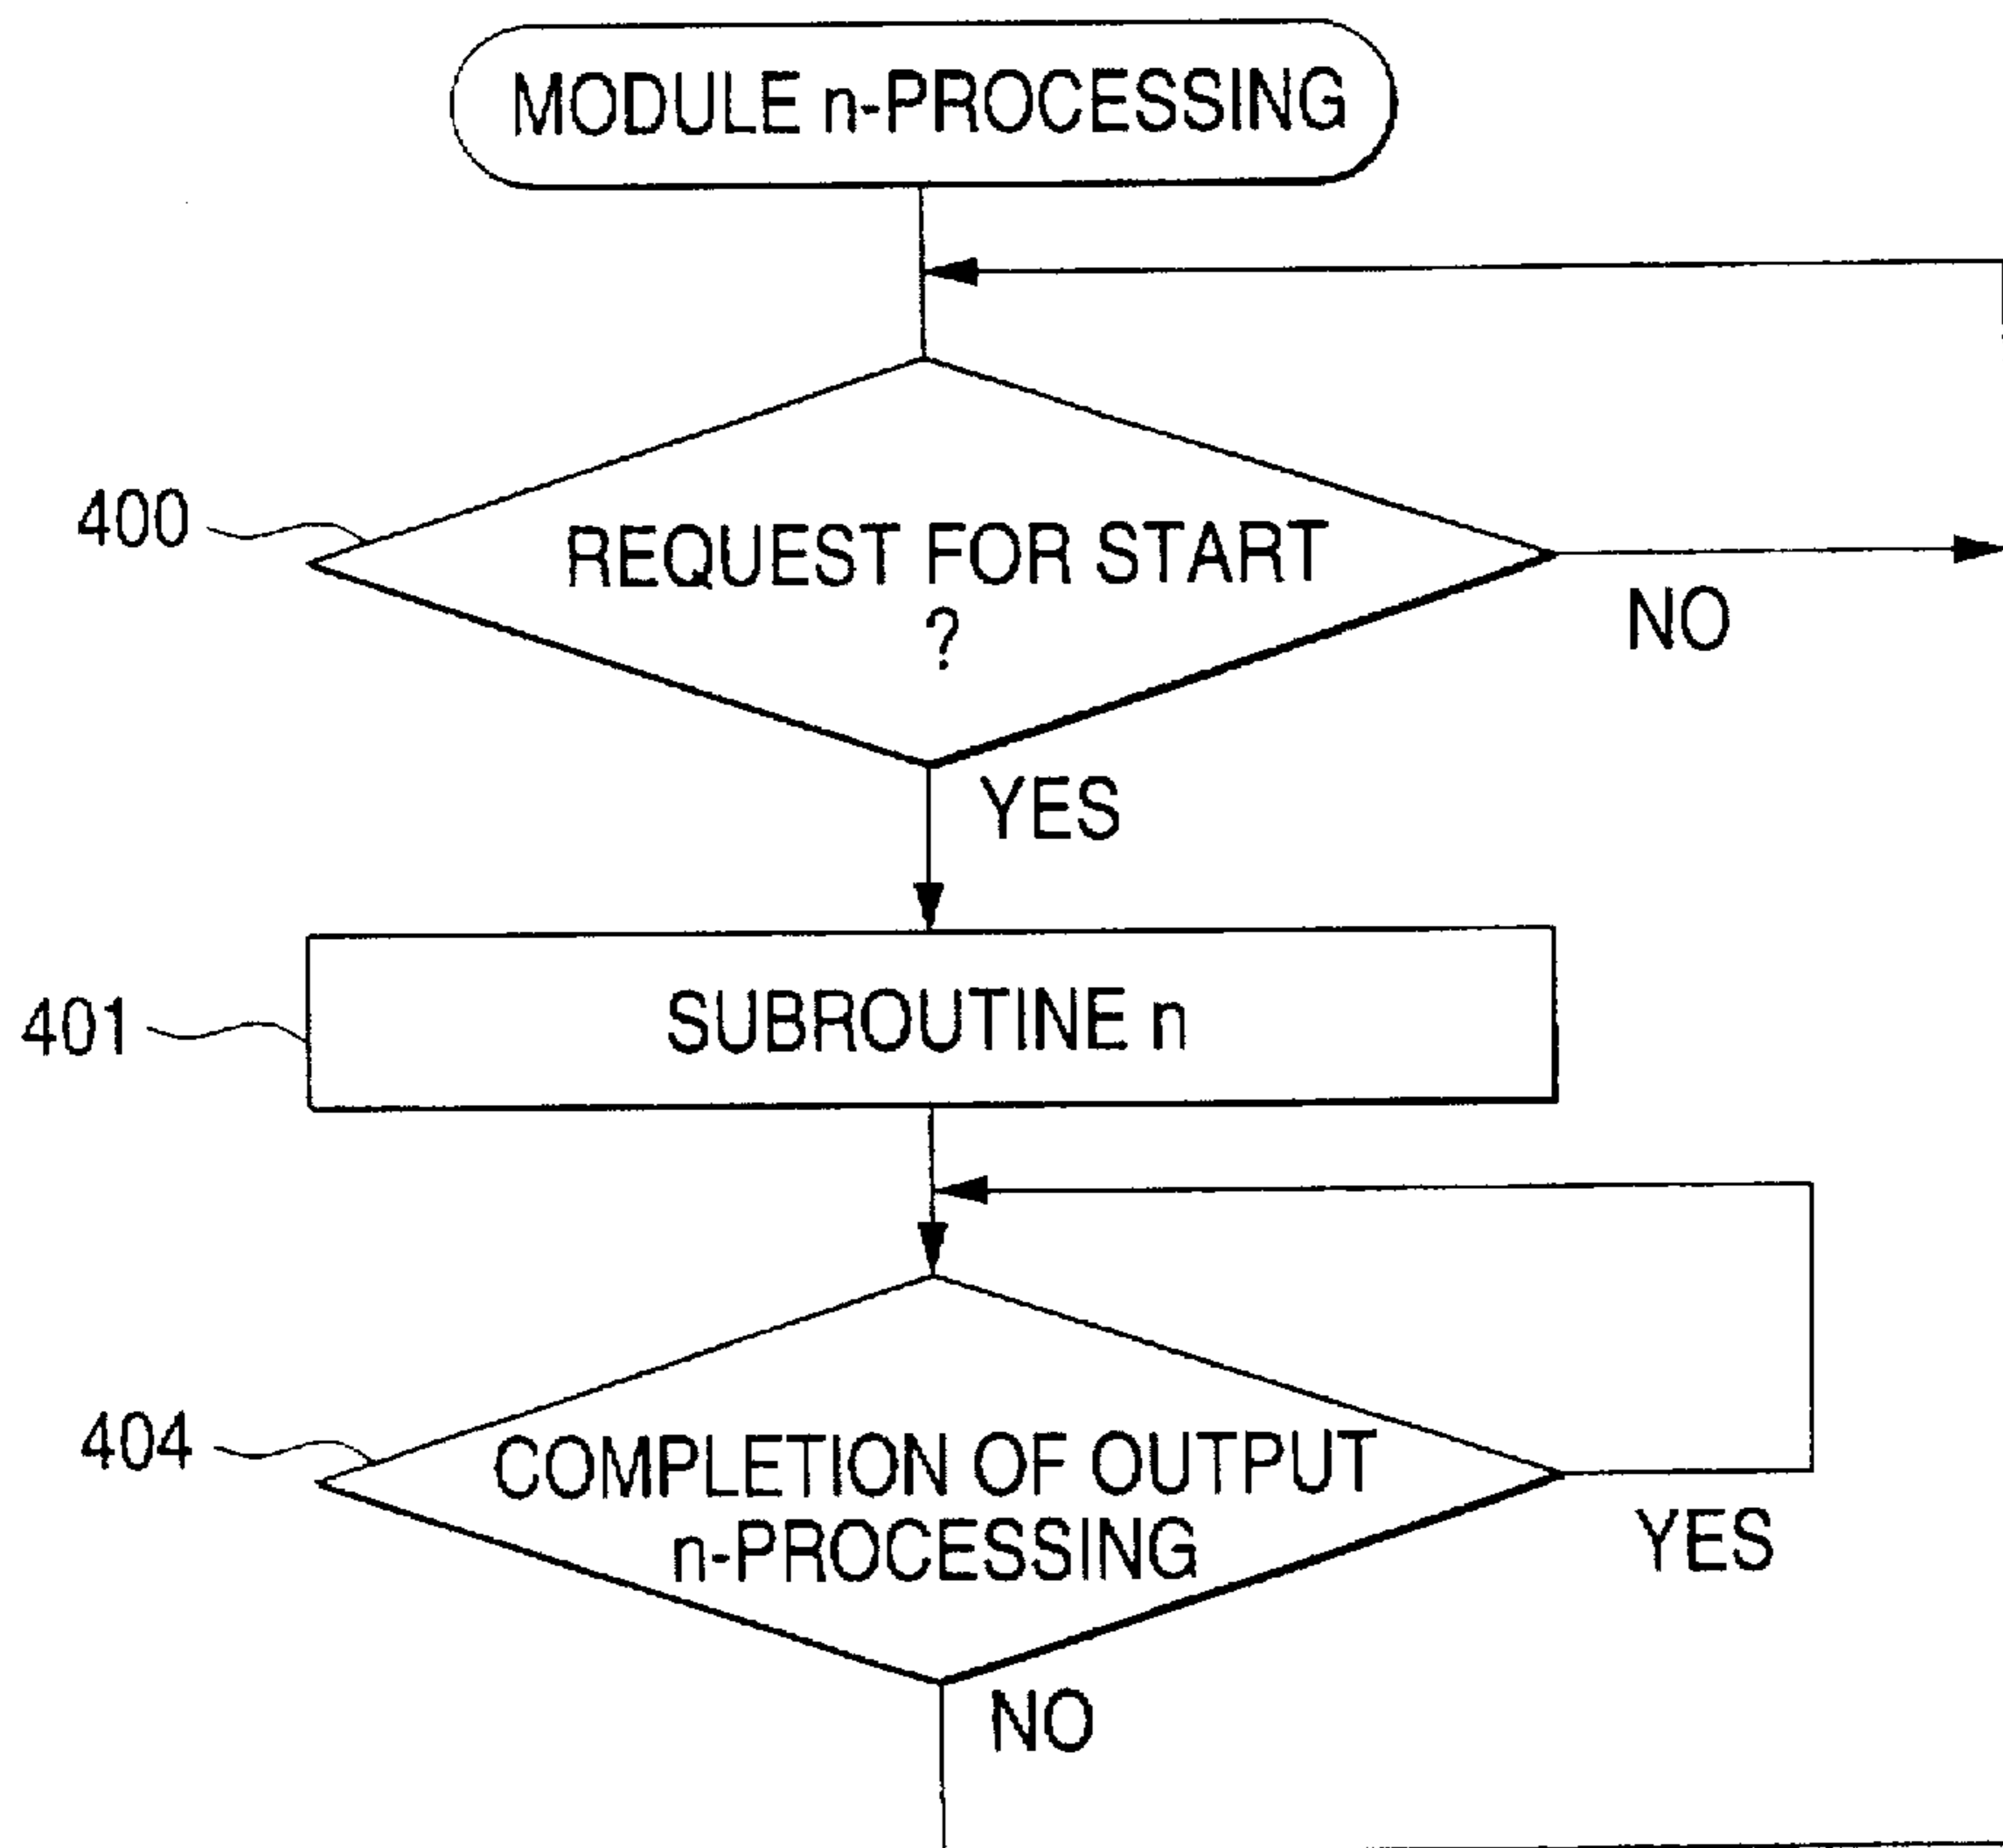 MODULE n-PROCESSING
400
REQUEST FOR START
?
NO
YES
401
SUBROUTINE n
404
COMPLETION OF OUTPUT
n-PROCESSING
YES
NO